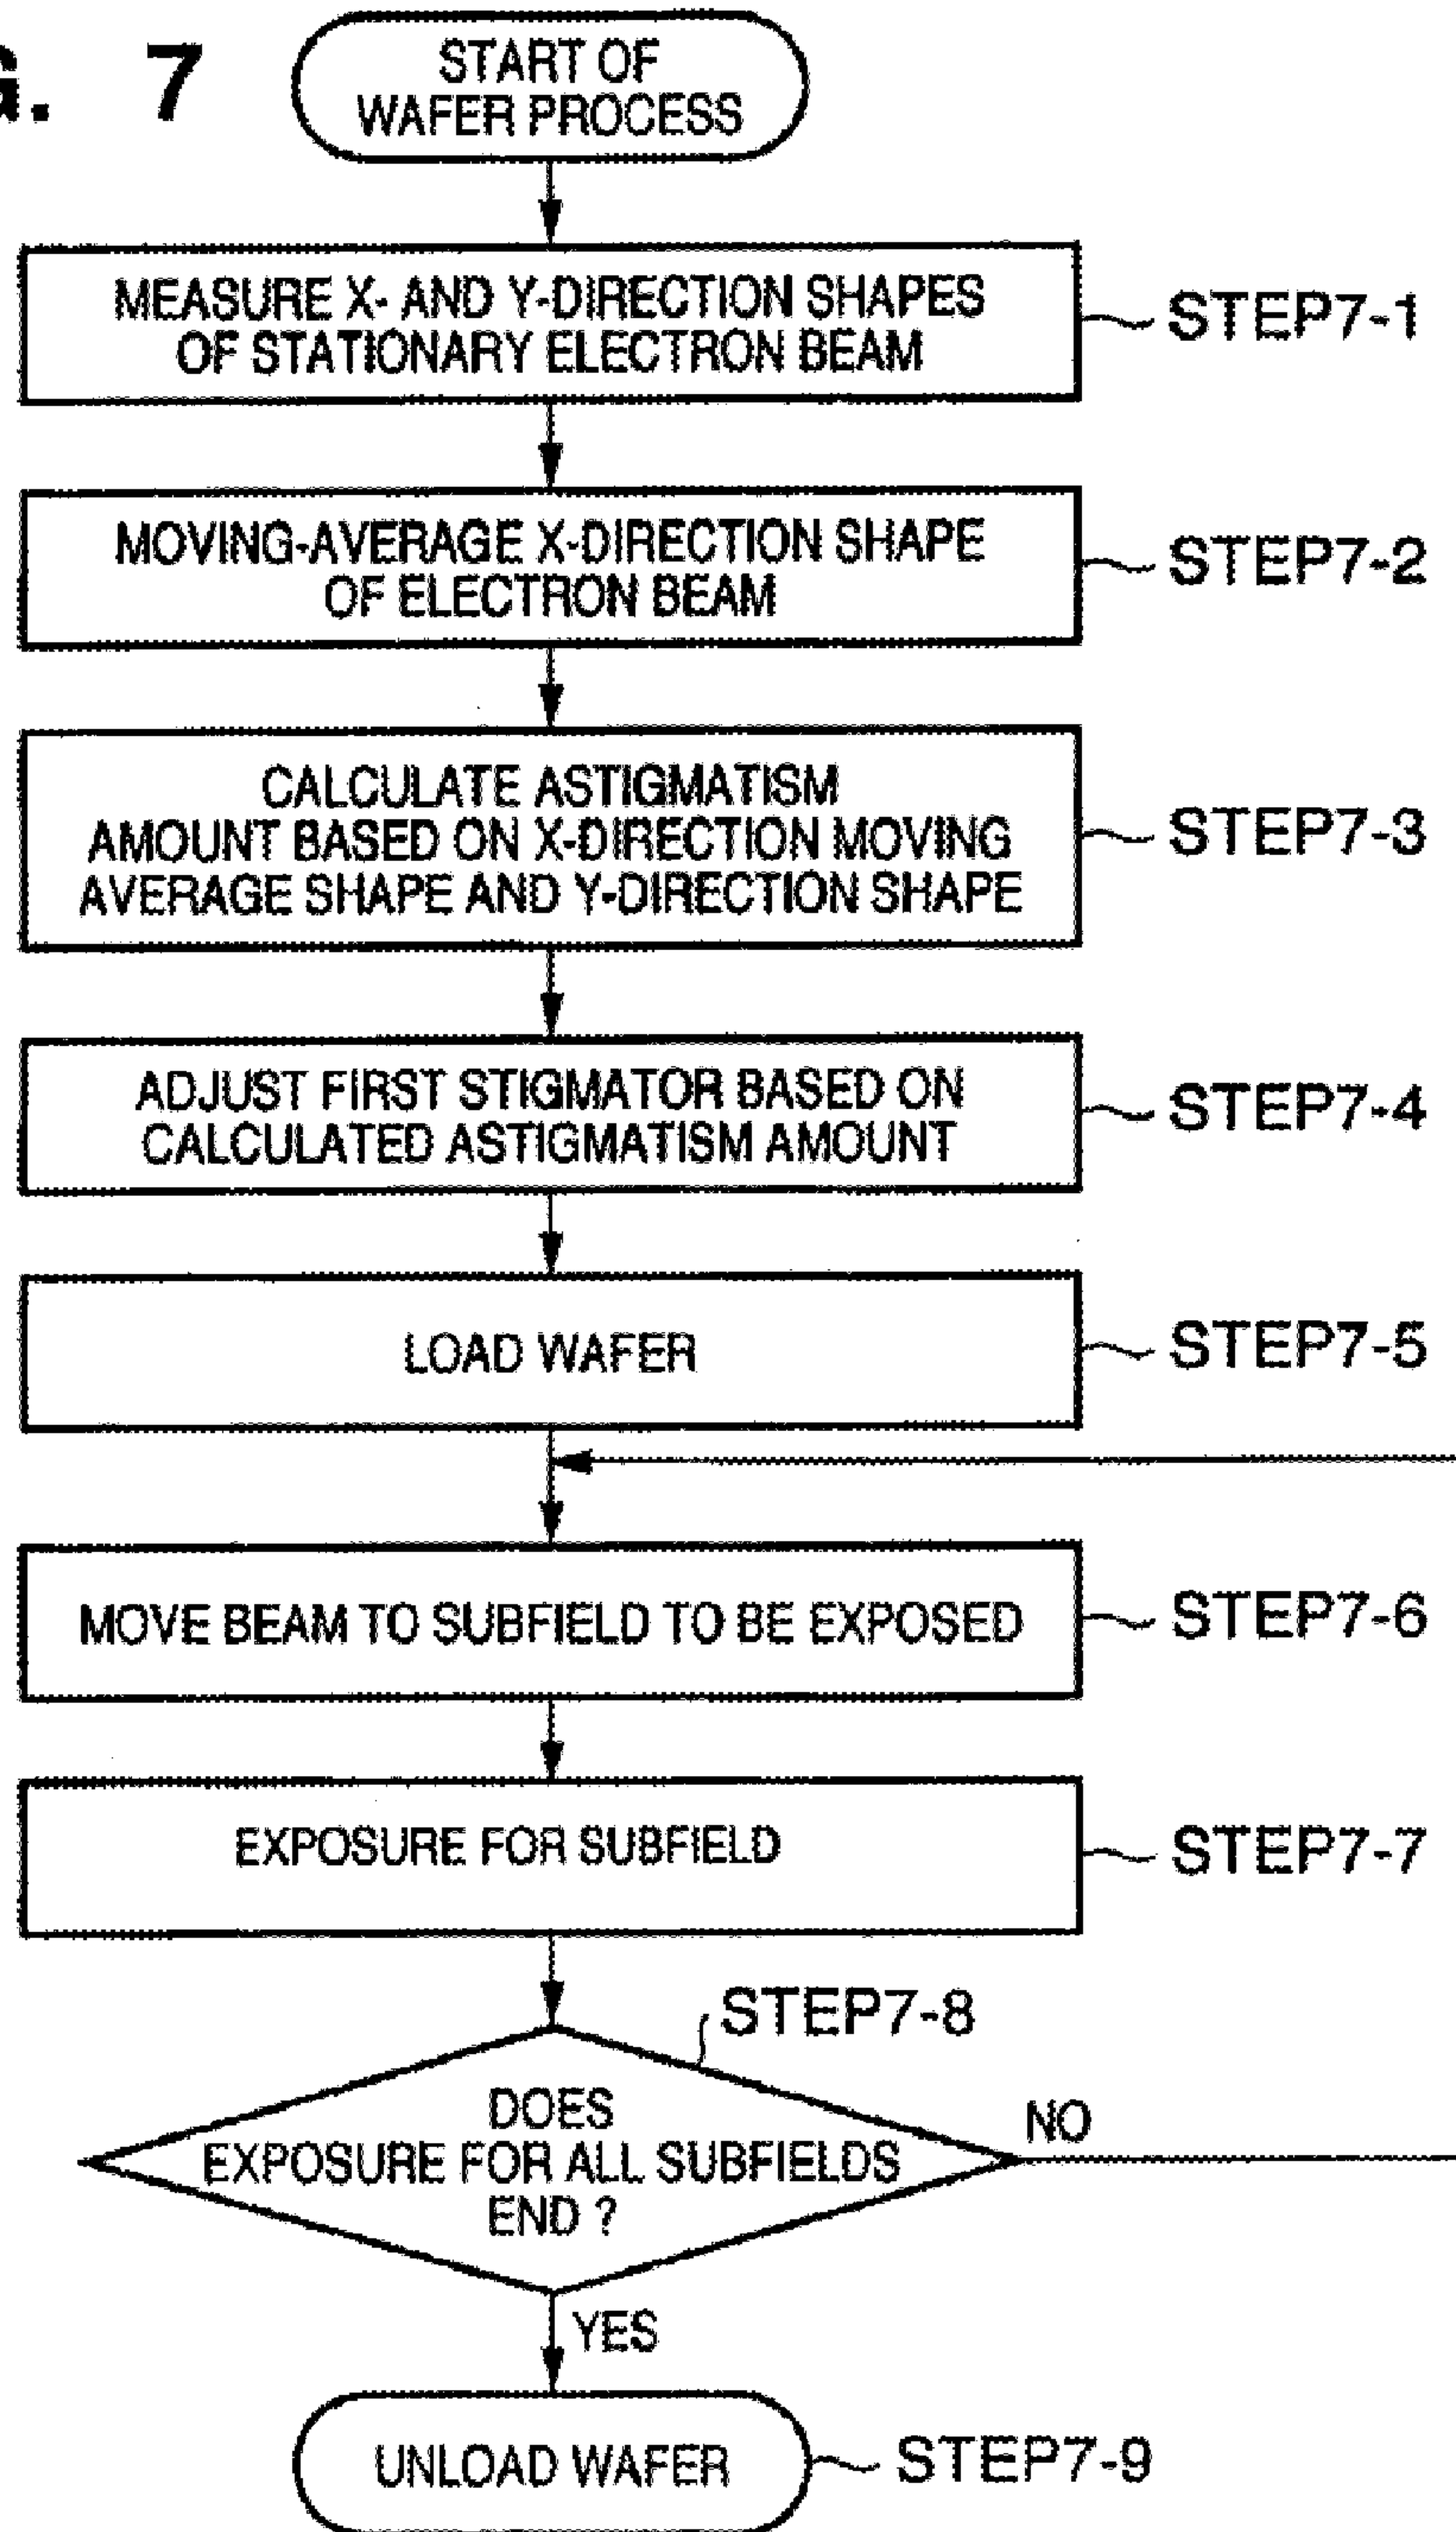 G. 7
START OF
WAFER PROCESS
MEASURE X- AND Y-DIRECTION SHAPES
OF STATIONARY ELECTRON BEAM
STEP7-1
MOVING-AVERAGE X-DIRECTION SHAPE
OF ELECTRON BEAM
STEP7-2
CALCULATE ASTIGMATISM
AMOUNT BASED ON X-DIRECTION MOVING
AVERAGE SHAPE AND Y-DIRECTION SHAPE
STEP7-3
ADJUST FIRST STIGMATOR BASED ON
CALCULATED ASTIGMATISM AMOUNT
STEP7-4
LOAD WAFER
STEP7-5
MOVE BEAM TO SUBFIELD TO BE EXPOSED
STEP7-6
EXPOSURE FOR SUBFIELD
STEP7-7
STEP7-8
DOES
EXPOSURE FOR ALL SUBFIELDS
END ?
NO
YES
UNLOAD WAFER
STEP7-9